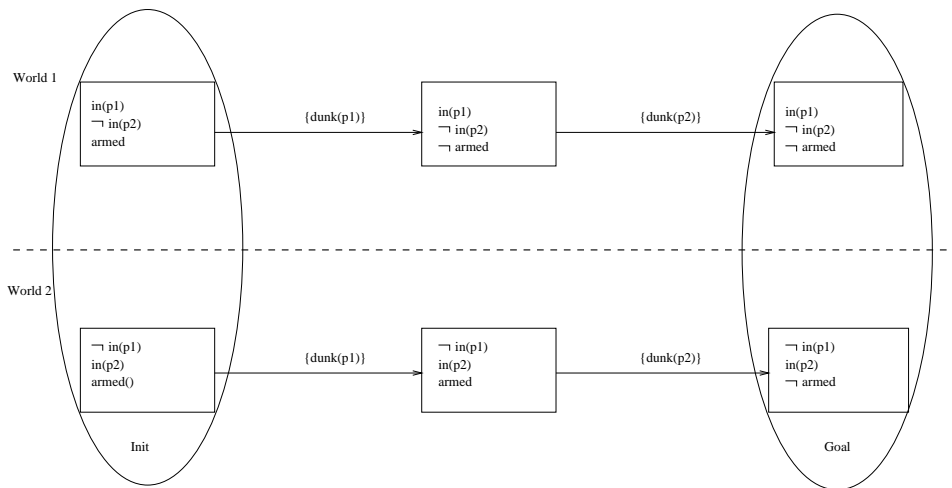 World 1
in(p1)
¬ in(p2)
armed
{dunk(p1)}
in(p1)
¬ in(p2)
¬ armed
{dunk(p2)}
in(p1)
¬ in(p2)
¬ armed
World 2
¬ in(p1)
in(p2)
armed()
{dunk(p1)}
¬ in(p1)
in(p2)
armed
{dunk(p2)}
¬ in(p1)
in(p2)
¬ armed
Init
Goal